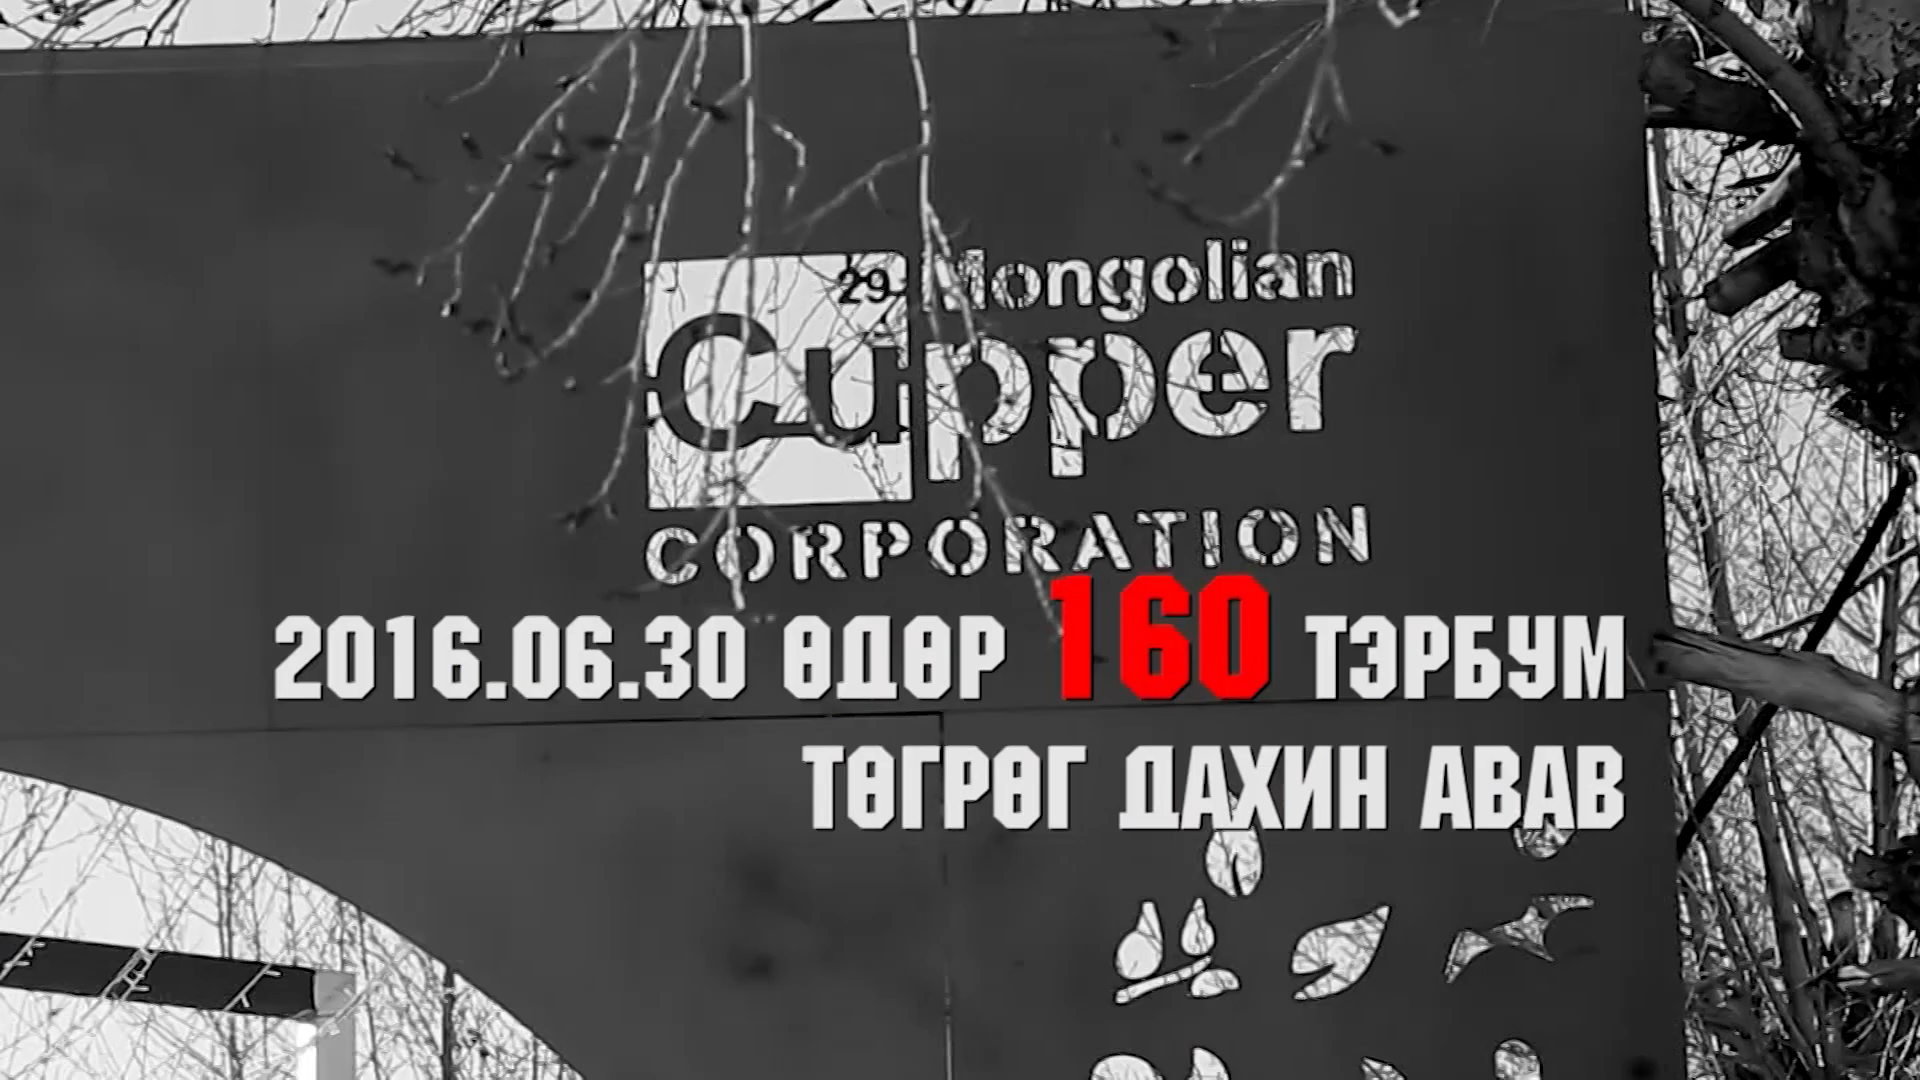 29
Mongolian
Cupper
CORPORATION
2016.06.30 ӨДӨР 160 ТЭРБУМ
ТӨГРӨГ ДАХИН АВАВ